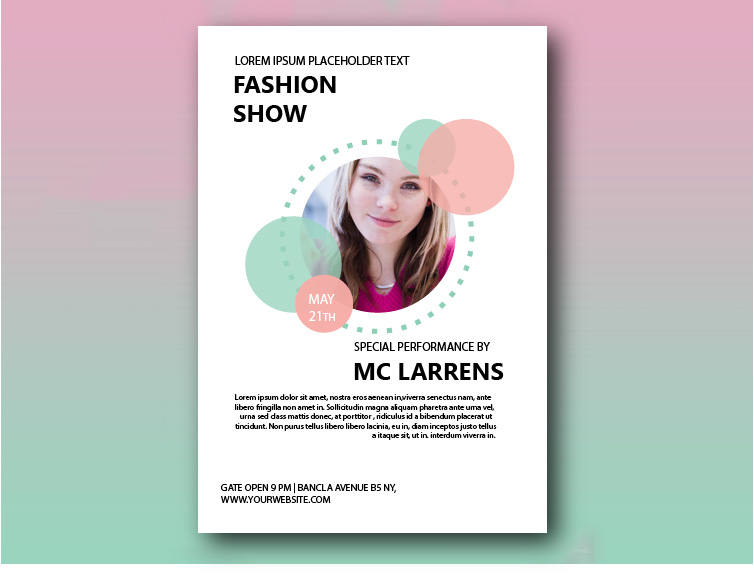 LOREM IPSUM PLACEHOLDER TEXT
FASHION
SHOW
MAY
21TH
SPECIAL PERFORMANCE BY
MC LARRENS
Lorem ipsum dolor sit amet, nostra eros aenean in,viverra senectus nam, ante
libero fringilla non amet in. Sollicitudin magna aliquam pharetra ante urna vel,
urna sed class mattis donec, at porttitor , ridiculus id a bibendum placerat ut
tincidunt. Non purus tellus libero libero lacinia, eu in, diam inceptos justo tellus
a itaque sit, ut in. interdum viverra in.
GATE OPEN 9 PM | BANCLA AVENUE B5 NY,
WWW.YOURWEBSITE.COM